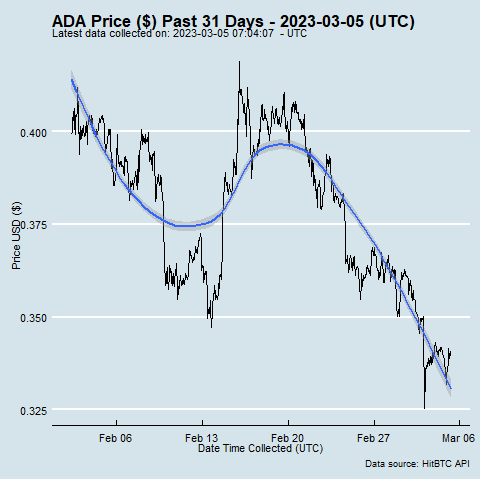 ADA Price ($) Past 31 Days - 2023-03-05 (UTC)
Latest data collected on: 2023-03-05 07:04:07 - UTC
Price USD ($)
0.400
0.375
0.350
0.325
Feb 06 Feb 13 Feb 20 Feb 27 Mar 06
Date Time Collected (UTC)
Data source: HitBTC API